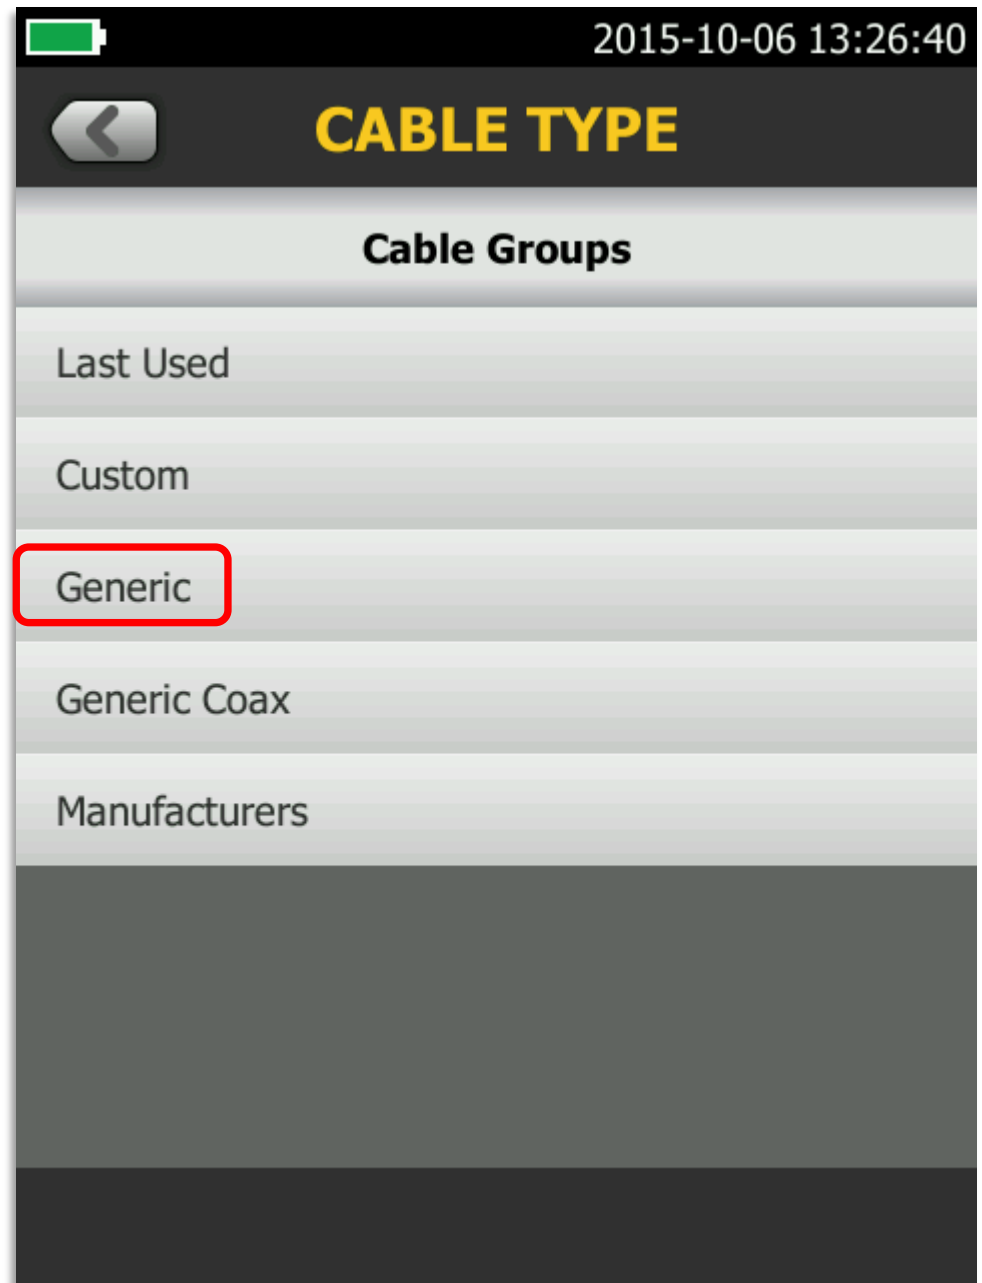 2015-10-06 13:26:40
CABLE TYPE
Cable Groups
Last Used
Custom
Generic
Generic Coax
Manufacturers